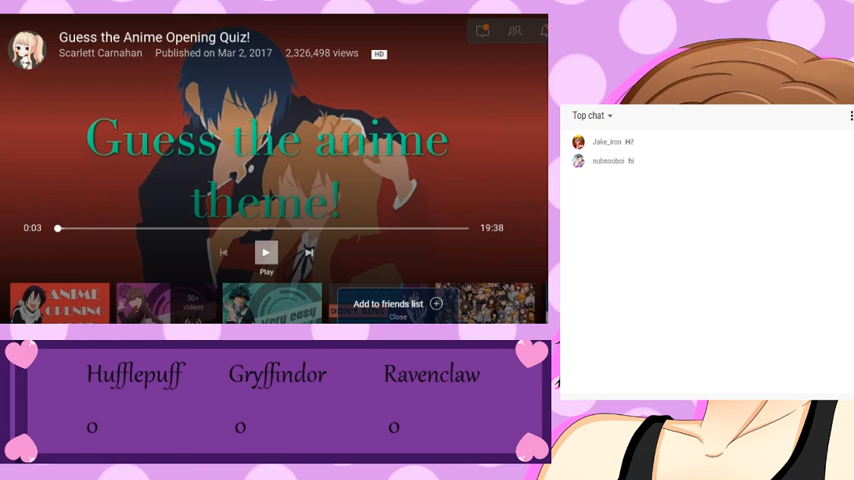 Guess the Anime Opening Quiz!
Scarlett Carnahan Published on Mar 2, 2017 2,326,498 views HD
Guess the anime
theme!
0:03 19:38
Play
ANIME
OPENING
50+
videos
Very easy
Add to friends list
Close
Top chat
Jake_iron Hi!
nubnooboi hi
Hufflepuff Gryffindor Ravenclaw
0 0 0